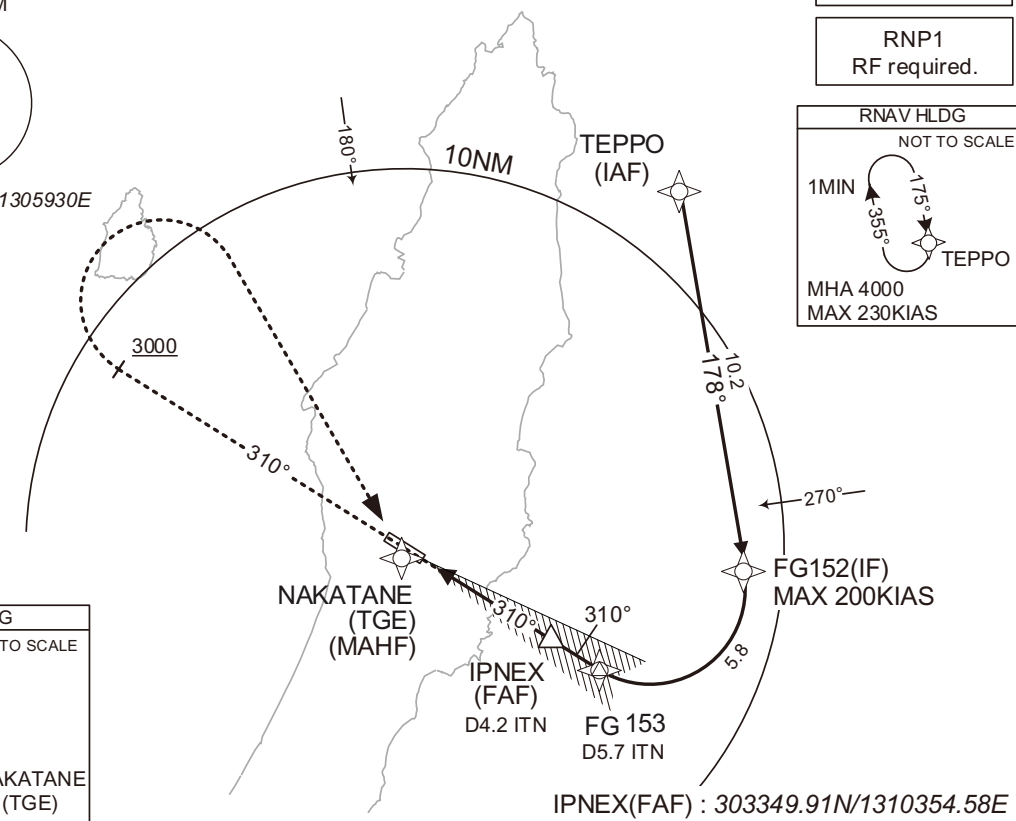 M
RNP1
RF required.
RNAV HLDG
NOT TO SCALE
1MIN
175°
355°
TEPPO
MHA 4000
MAX 230KIAS
180°
10NM
TEPPO
(IAF)
1305930E
3000
10.2
178°
310°
270°
FG152(IF)
MAX 200KIAS
NAKATANE
(TGE)
(MAHF)
310°
310°
5.8
IPNEX
(FAF)
D4.2 ITN
FG 153
D5.7 ITN
G
TO SCALE
AKATANE
(TGE)
IPNEX(FAF) : 303349.91N/1310354.58E